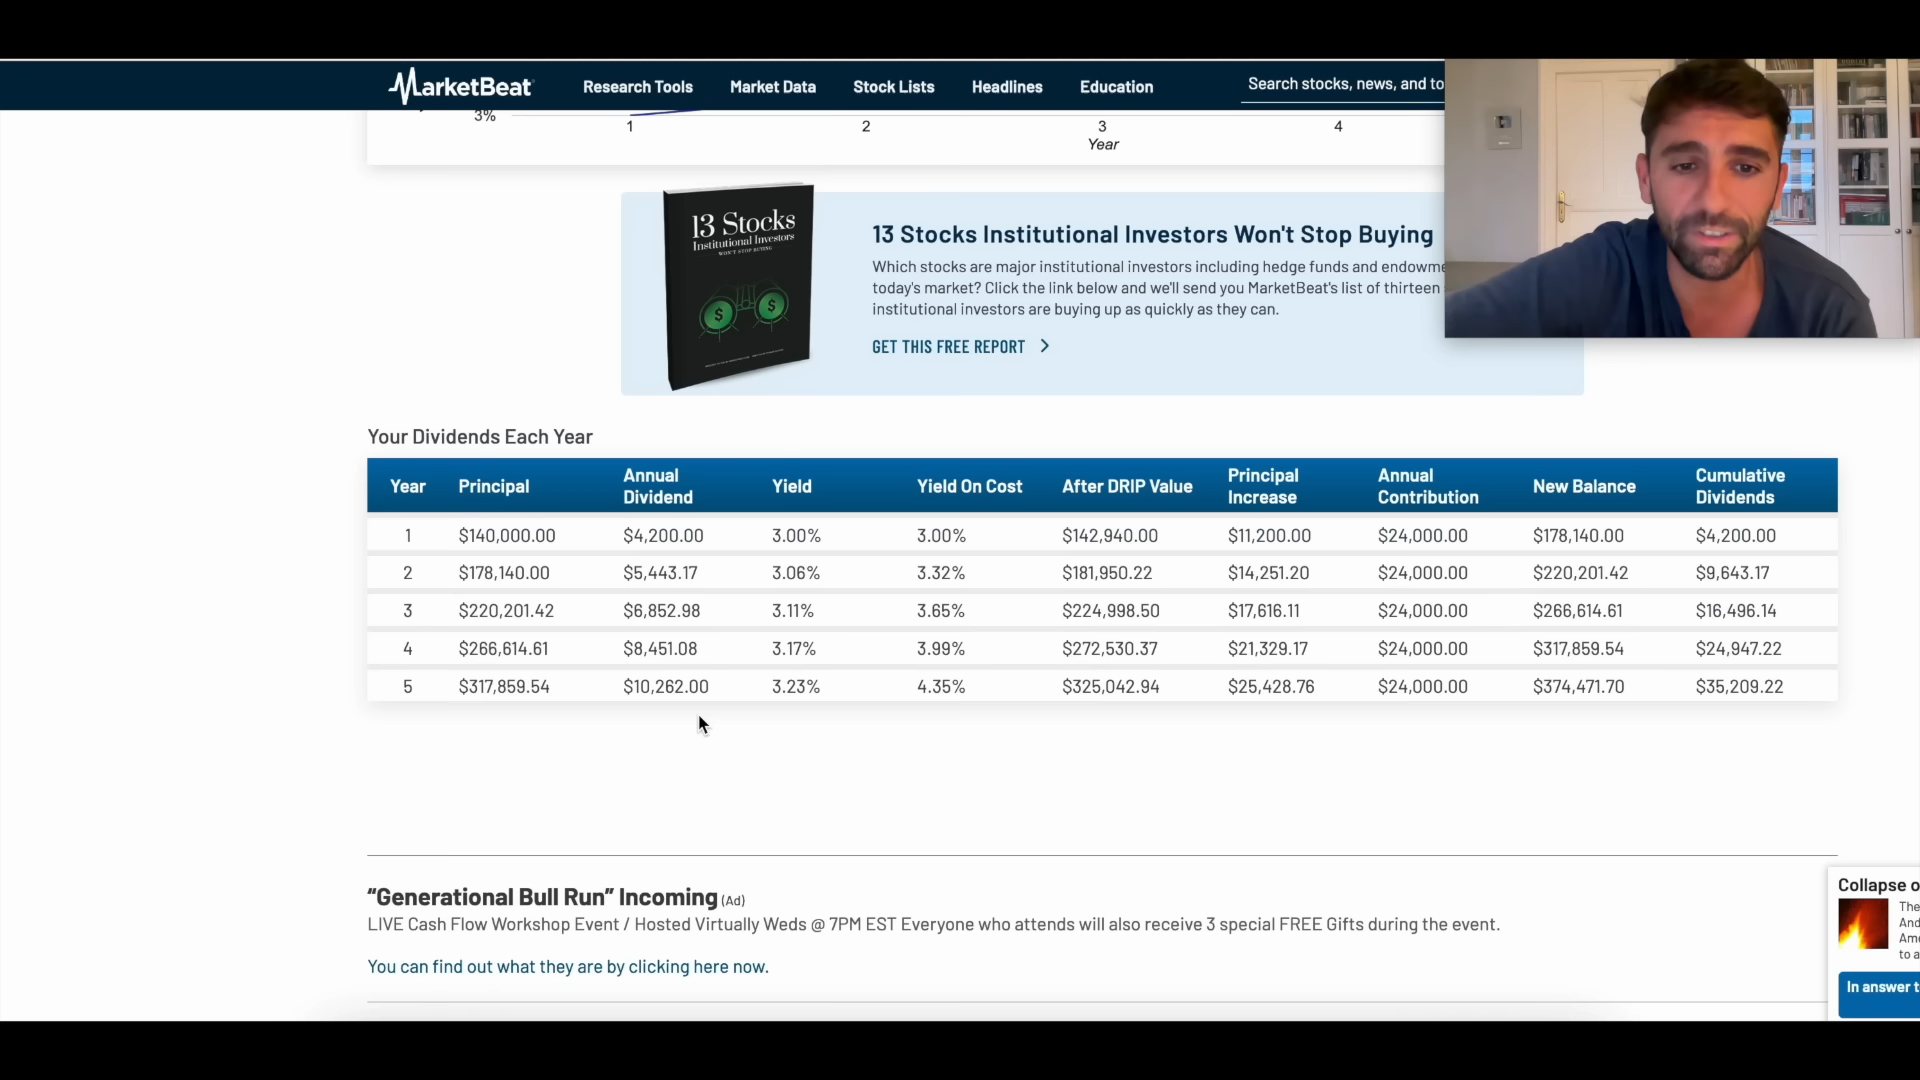 MarketBeat
Research Tools
Market Data
Stock Lists
Headlines
Education
Search stocks, news, and to
3%
1
2
3
4
Year
13 Stocks
Institutional Investors
WON'T STOP BUYING
13 Stocks Institutional Investors Won't Stop Buying
Which stocks are major institutional investors including hedge funds and endowme
today's market? Click the link below and we'll send you MarketBeat's list of thirteen
institutional investors are buying up as quickly as they can.
GET THIS FREE REPORT
Your Dividends Each Year
Year Principal Annual Dividend Yield Yield On Cost After DRIP Value Principal Increase Annual Contribution New Balance Cumulative Dividends
1 $140,000.00 $4,200.00 3.00% 3.00% $142,940.00 $11,200.00 $24,000.00 $178,140.00 $4,200.00
2 $178,140.00 $5,443.17 3.06% 3.32% $181,950.22 $14,251.20 $24,000.00 $220,201.42 $9,643.17
3 $220,201.42 $6,852.98 3.11% 3.65% $224,998.50 $17,616.11 $24,000.00 $266,614.61 $16,496.14
4 $266,614.61 $8,451.08 3.17% 3.99% $272,530.37 $21,329.17 $24,000.00 $317,859.54 $24,947.22
5 $317,859.54 $10,262.00 3.23% 4.35% $325,042.94 $25,428.76 $24,000.00 $374,471.70 $35,209.22
“Generational Bull Run” Incoming (Ad)
LIVE Cash Flow Workshop Event / Hosted Virtually Weds @ 7PM EST Everyone who attends will also receive 3 special FREE Gifts during the event.
You can find out what they are by clicking here now.
Collapse o
The
And
Ame
to a
In answer t